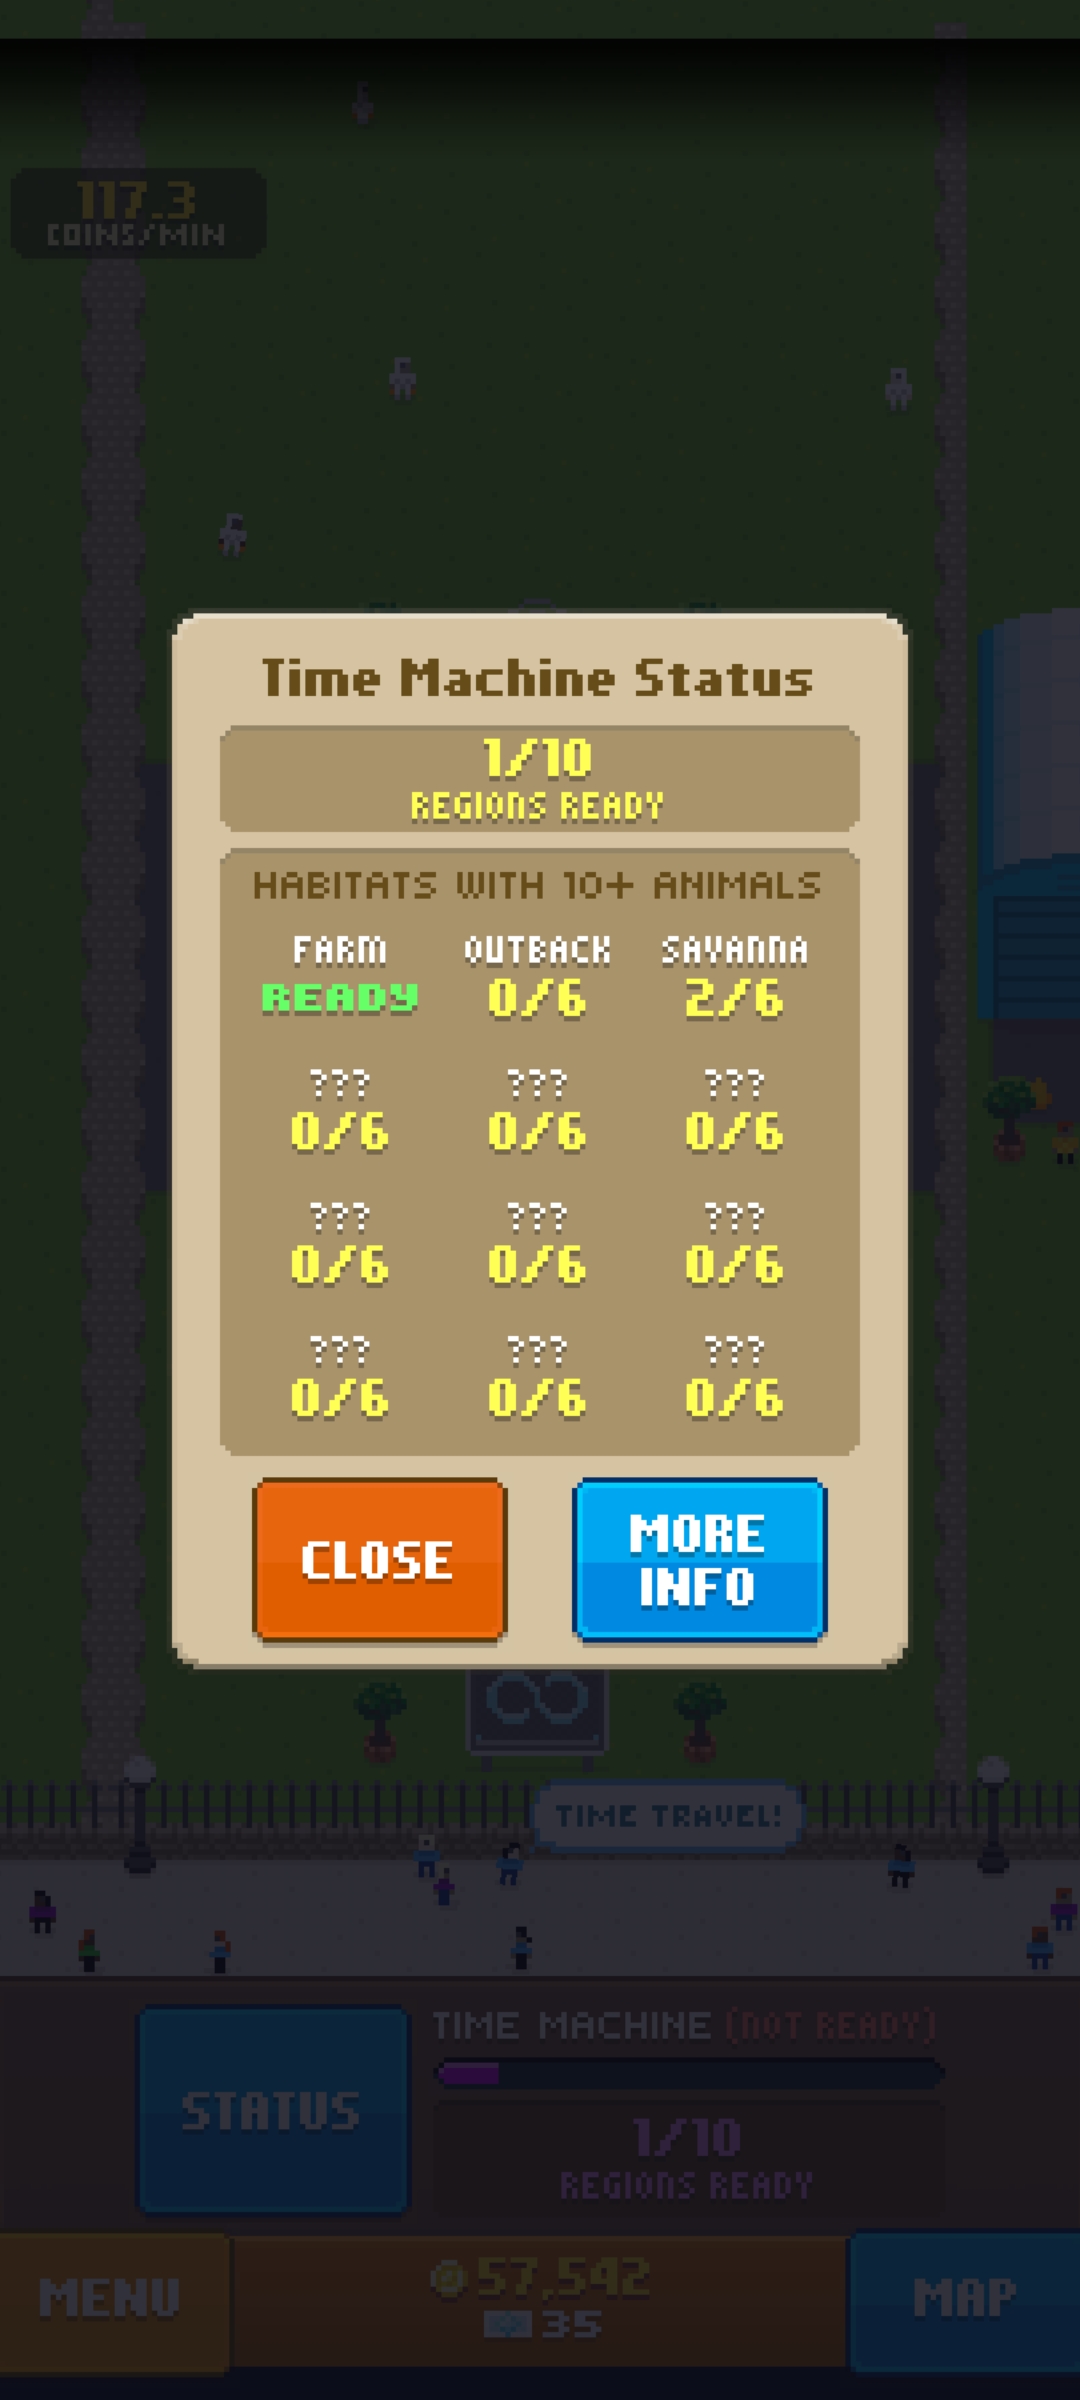 117.3
COINS/MIN
Time Machine Status
1/10
REGIONS READY
HABITATS WITH 10+ ANIMALS
FARM OUTBACK SAVANNA
READY 0/6 2/6
??? ??? ???
0/6 0/6 0/6
??? ??? ???
0/6 0/6 0/6
??? ??? ???
0/6 0/6 0/6
CLOSE
MORE
INFO
TIME TRAVEL!
TIME MACHINE (NOT READY)
STATUS
1/10
REGIONS READY
MENU
57,542
35
MAP